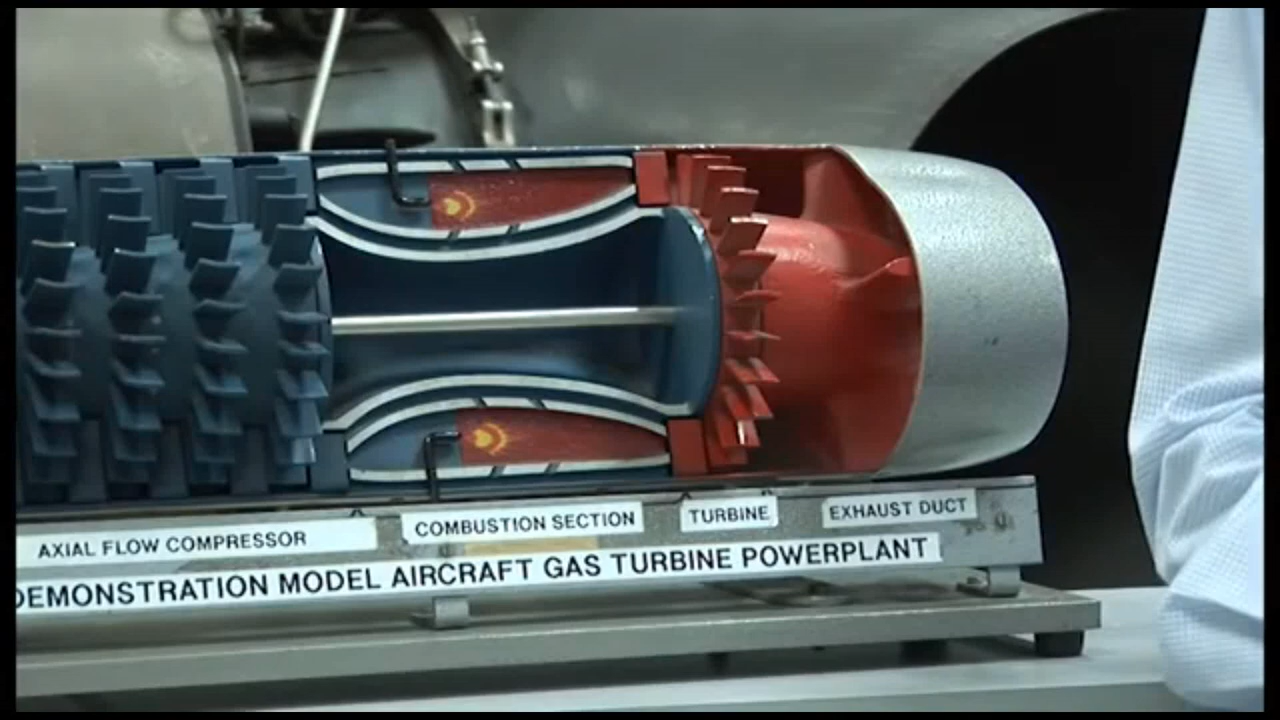 AXIAL FLOW COMPRESSOR
COMBUSTION SECTION
TURBINE
EXHAUST DUCT
DEMONSTRATION MODEL AIRCRAFT GAS TURBINE POWERPLANT